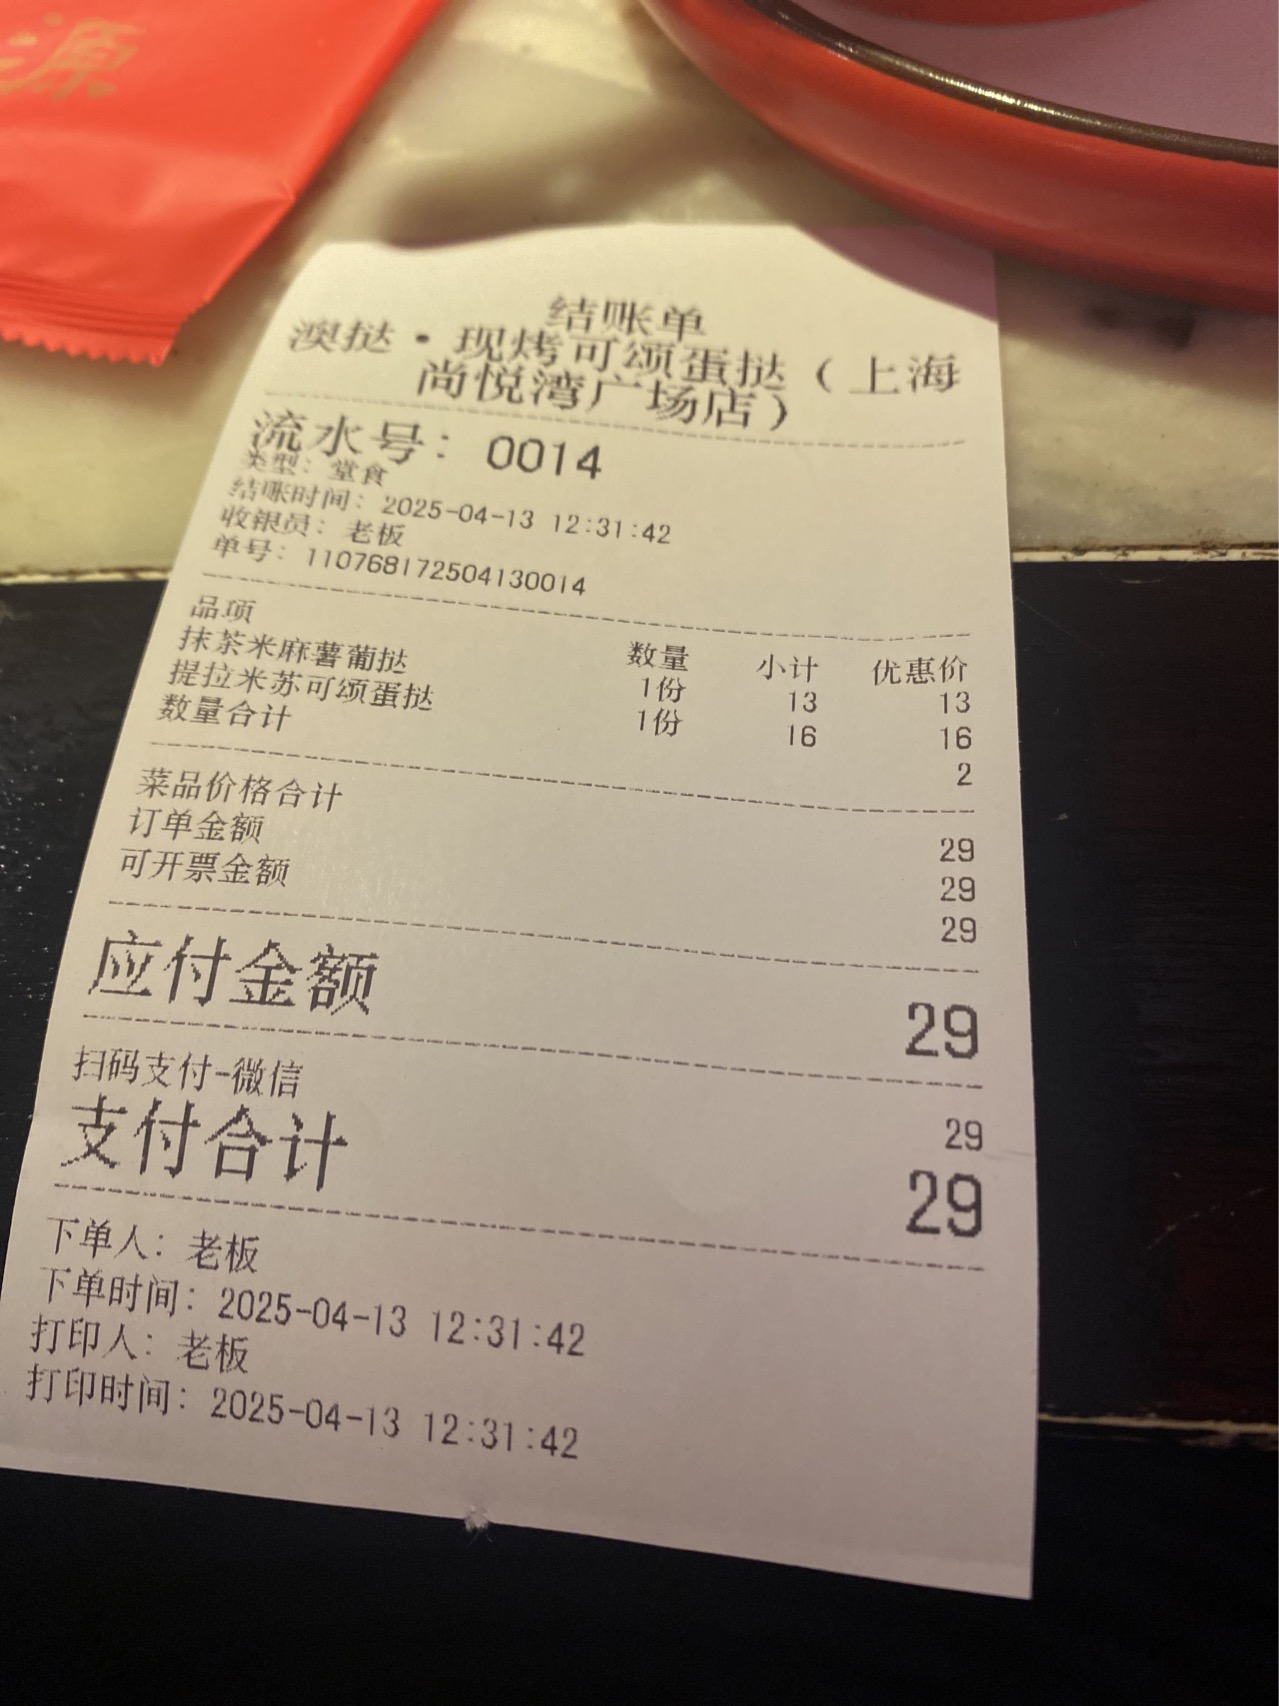 源
结账单
澳挞·现烤可颂蛋挞（上海
尚悦湾广场店）
流水号：0014
类型：堂食
结账时间：2025-04-13 12:31:42
收银员：老板
单号：110768172504130014
品项 数量 小计 优惠价
抹茶米麻薯葡挞 1份 13 13
提拉米苏可颂蛋挞 1份 16 16
数量合计 2
菜品价格合计 29
订单金额 29
可开票金额 29
应付金额 29
扫码支付-微信 29
支付合计 29
下单人：老板
下单时间：2025-04-13 12:31:42
打印人：老板
打印时间：2025-04-13 12:31:42